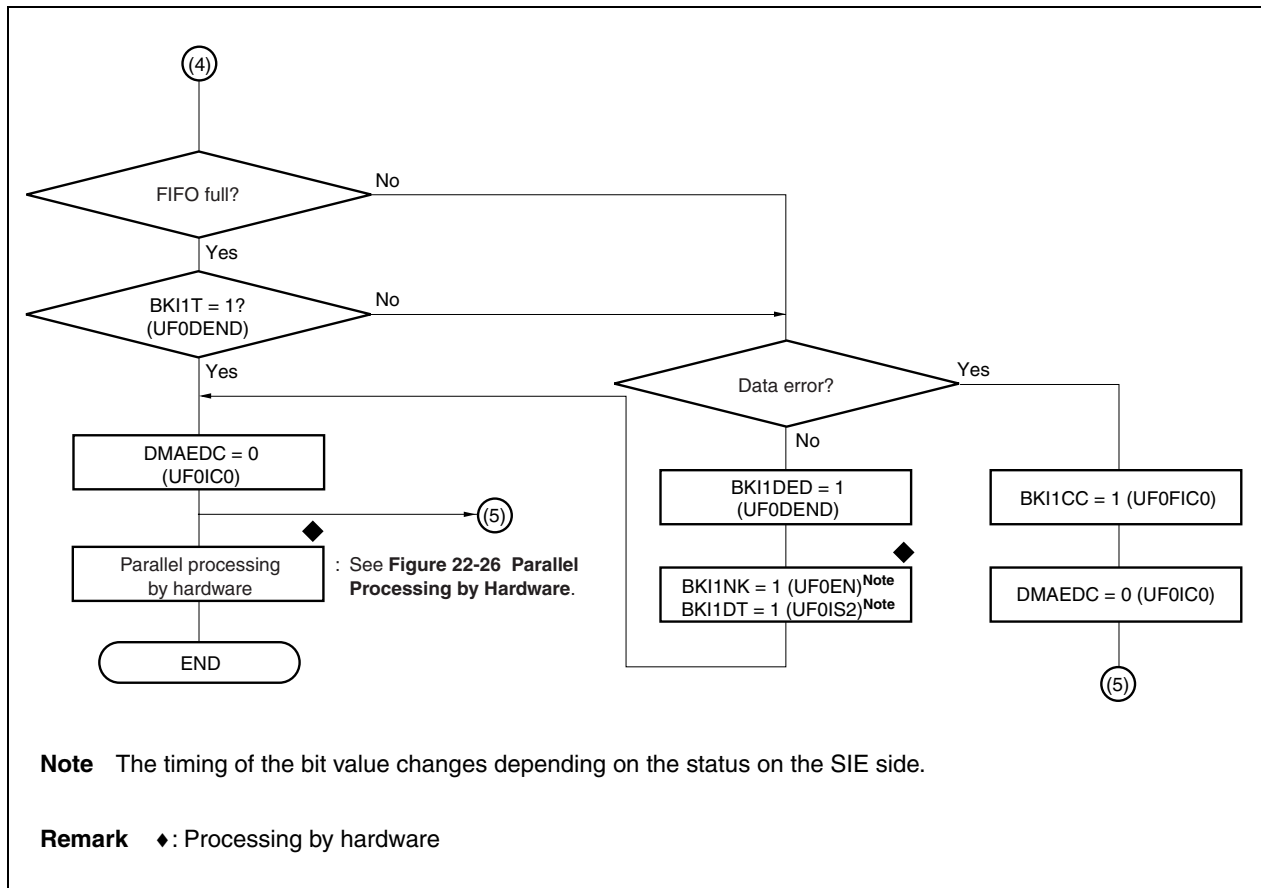 (4)
FIFO full?
No
Yes
BKI1T = 1?
(UF0DEND)
No
Yes
Data error?
Yes
No
DMAEDC = 0
(UF0IC0)
(5)
BKI1DED = 1
(UF0DEND)
BKI1CC = 1 (UF0FIC0)
Parallel processing
by hardware
: See Figure 22-26 Parallel
Processing by Hardware.
BKI1NK = 1 (UF0EN)Note
BKI1DT = 1 (UF0IS2)Note
DMAEDC = 0 (UF0IC0)
END
(5)
Note The timing of the bit value changes depending on the status on the SIE side.
Remark ♦: Processing by hardware